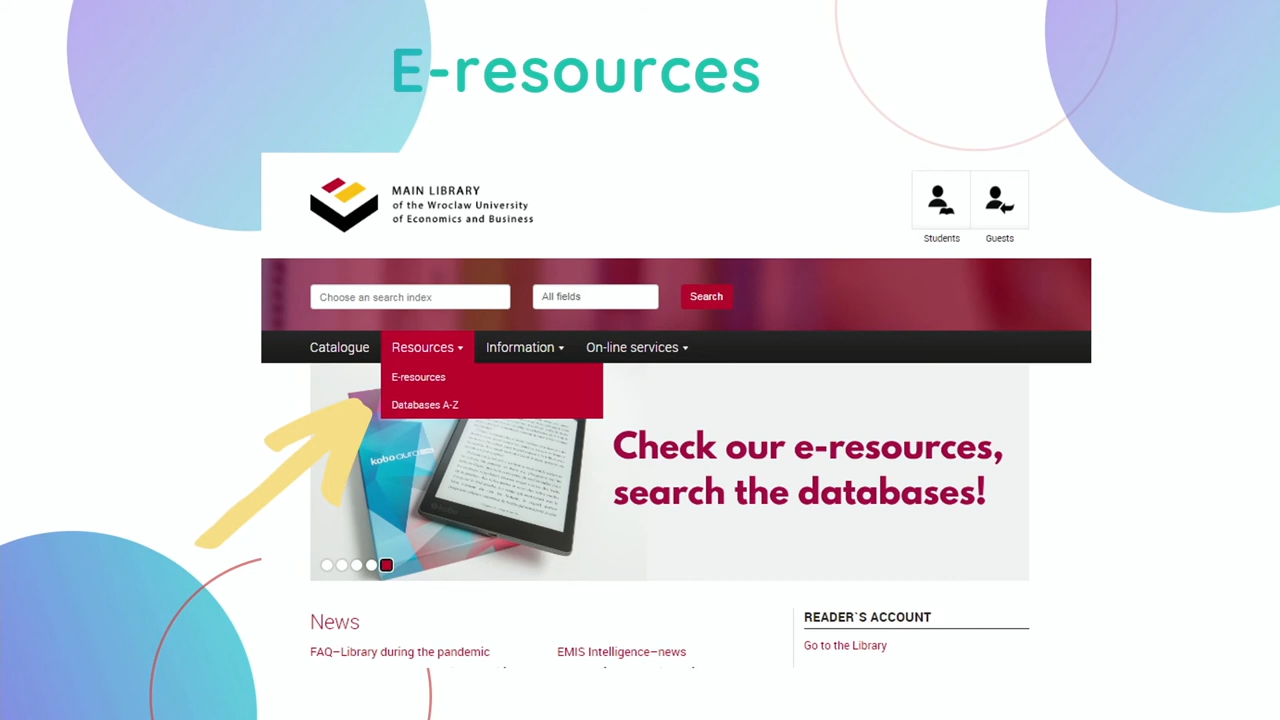 E-resources
MAIN LIBRARY
of the Wroclaw University
of Economics and Business
Students
Guests
Choose an search index
All fields
Search
Catalogue
Resources
Information
On-line services
E-resources
Databases A-Z
kobo aura
Check our e-resources,
search the databases!
News
READER`S ACCOUNT
FAQ–Library during the pandemic
EMIS Intelligence–news
Go to the Library